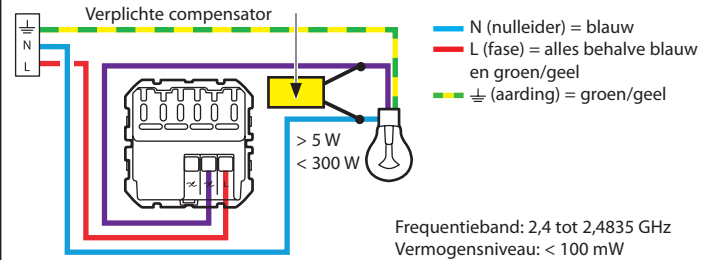 Verplichte compensator
N
L
N (nulleider) = blauw
L (fase) = alles behalve blauw
en groen/geel
⏚ (aarding) = groen/geel
> 5 W
< 300 W
L
Frequentieband: 2,4 tot 2,4835 GHz
Vermogensniveau: < 100 mW